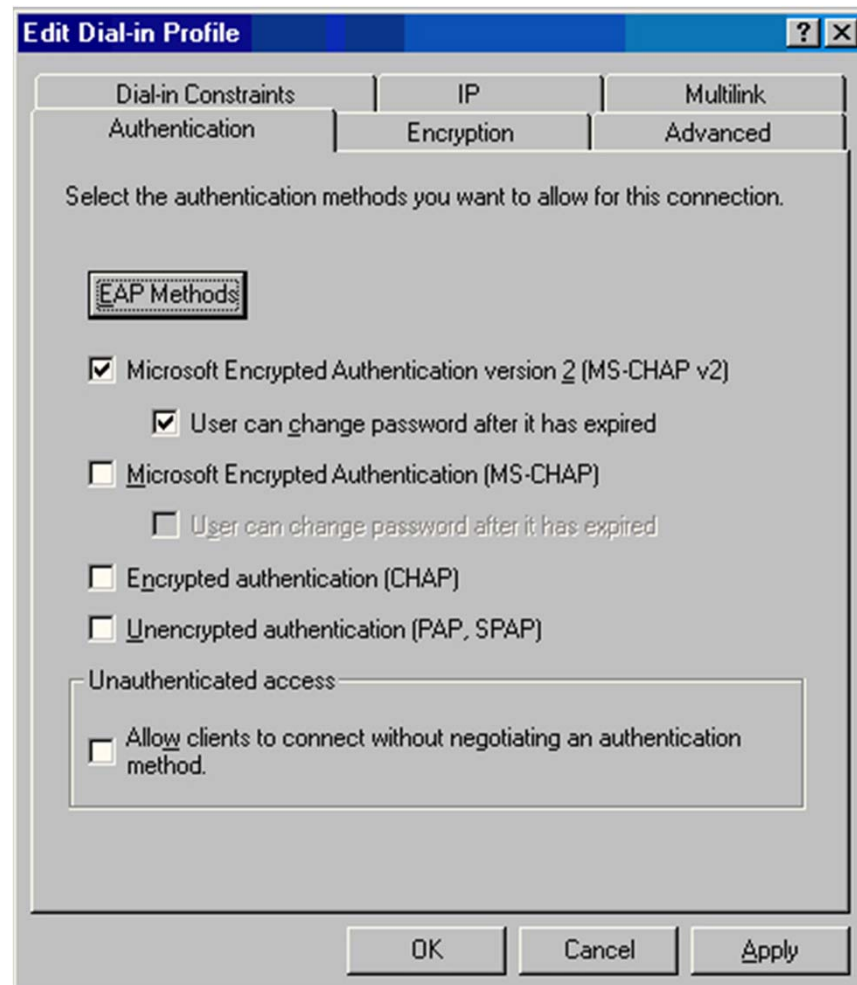 Edit Dial-in Profile
Dial-in Constraints
IP
Multilink
Authentication
Encryption
Advanced
Select the authentication methods you want to allow for this connection.
EAP Methods
Microsoft Encrypted Authentication version 2 (MS-CHAP v2)
User can change password after it has expired
Microsoft Encrypted Authentication (MS-CHAP)
User can change password after it has expired
Encrypted authentication (CHAP)
Unencrypted authentication (PAP, SPAP)
Unauthenticated access
Allow clients to connect without negotiating an authentication
method.
OK
Cancel
Apply